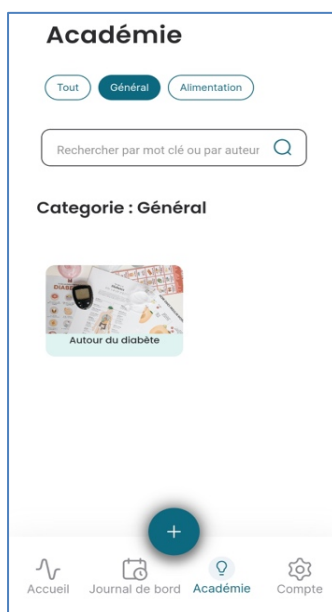 Académie
Tout Général Alimentation
Rechercher par mot clé ou par auteur
Categorie : Général
Autour du diabète
+
Accueil Journal de bord Académie Compte